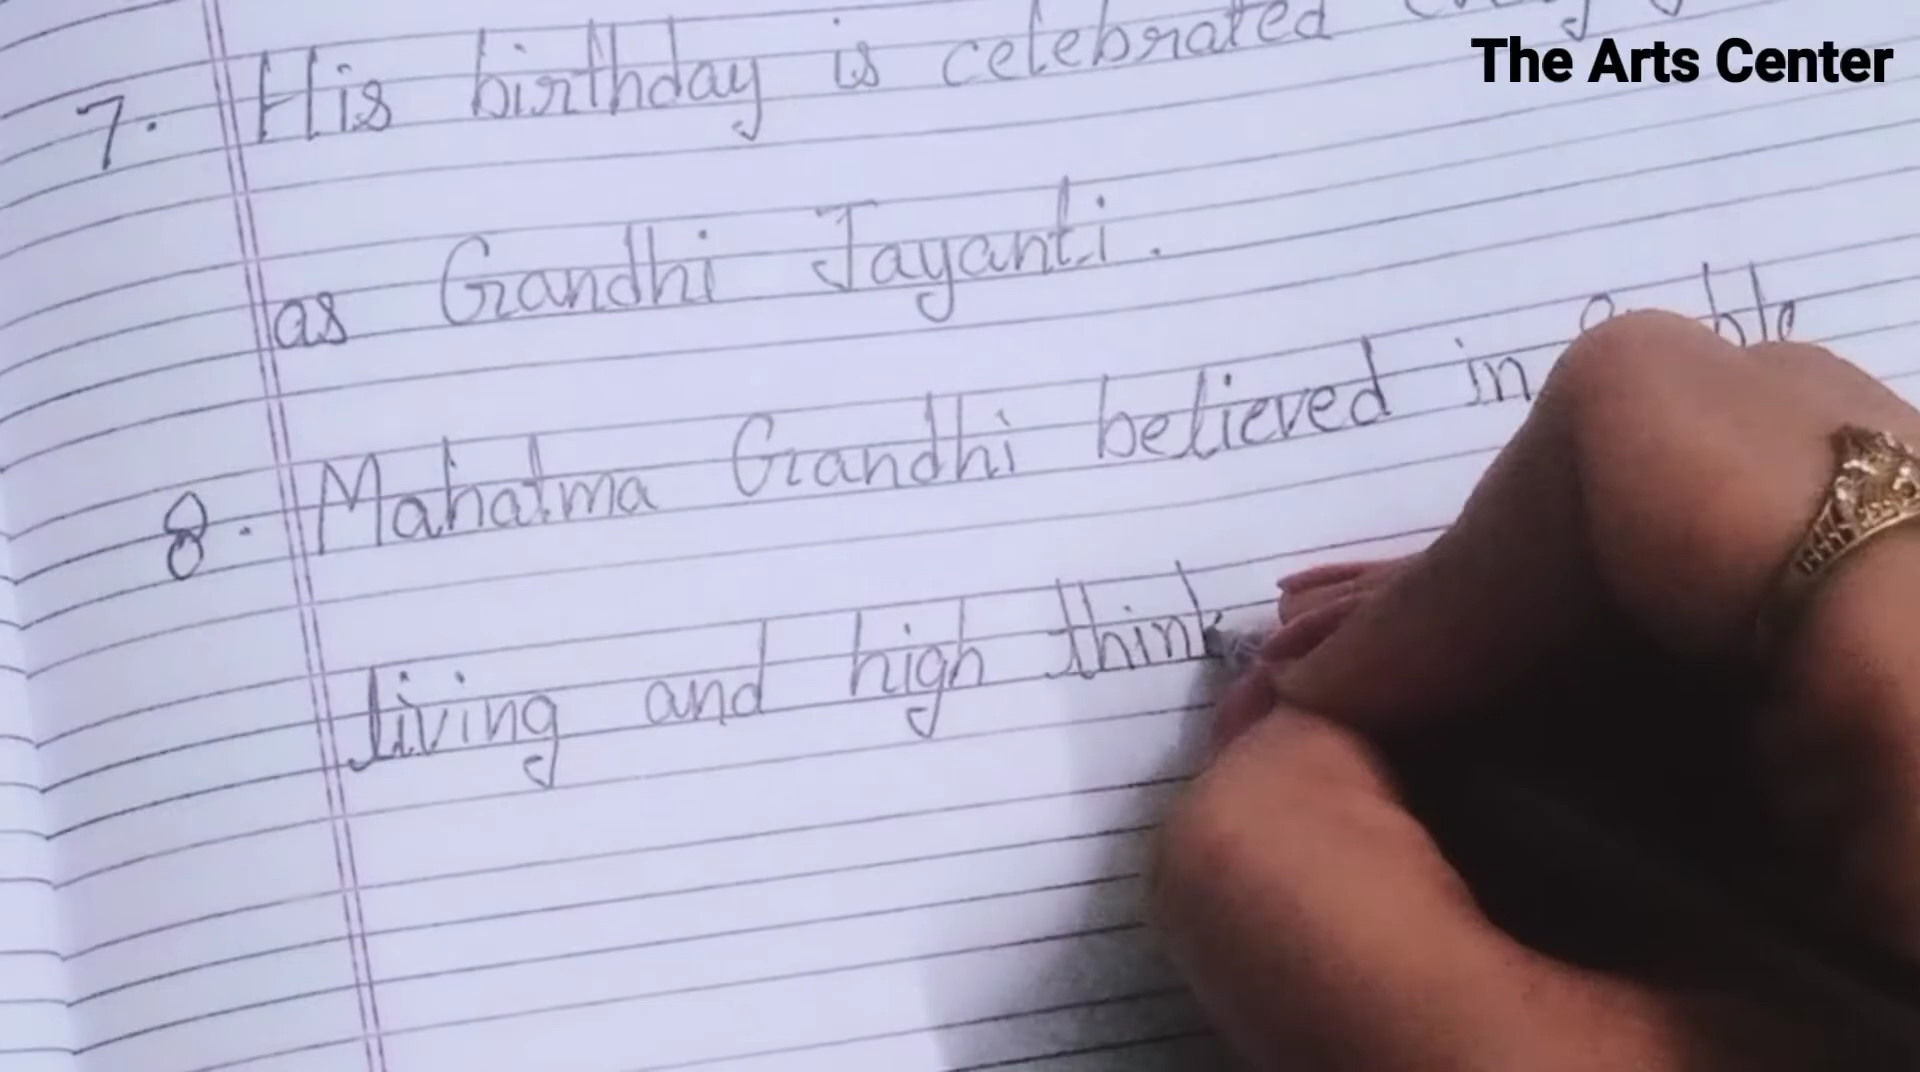 The Arts Center
7. His birthday is celebrated
as Gandhi Jayanti.
8. Mahatma Gandhi believed in
living and high think